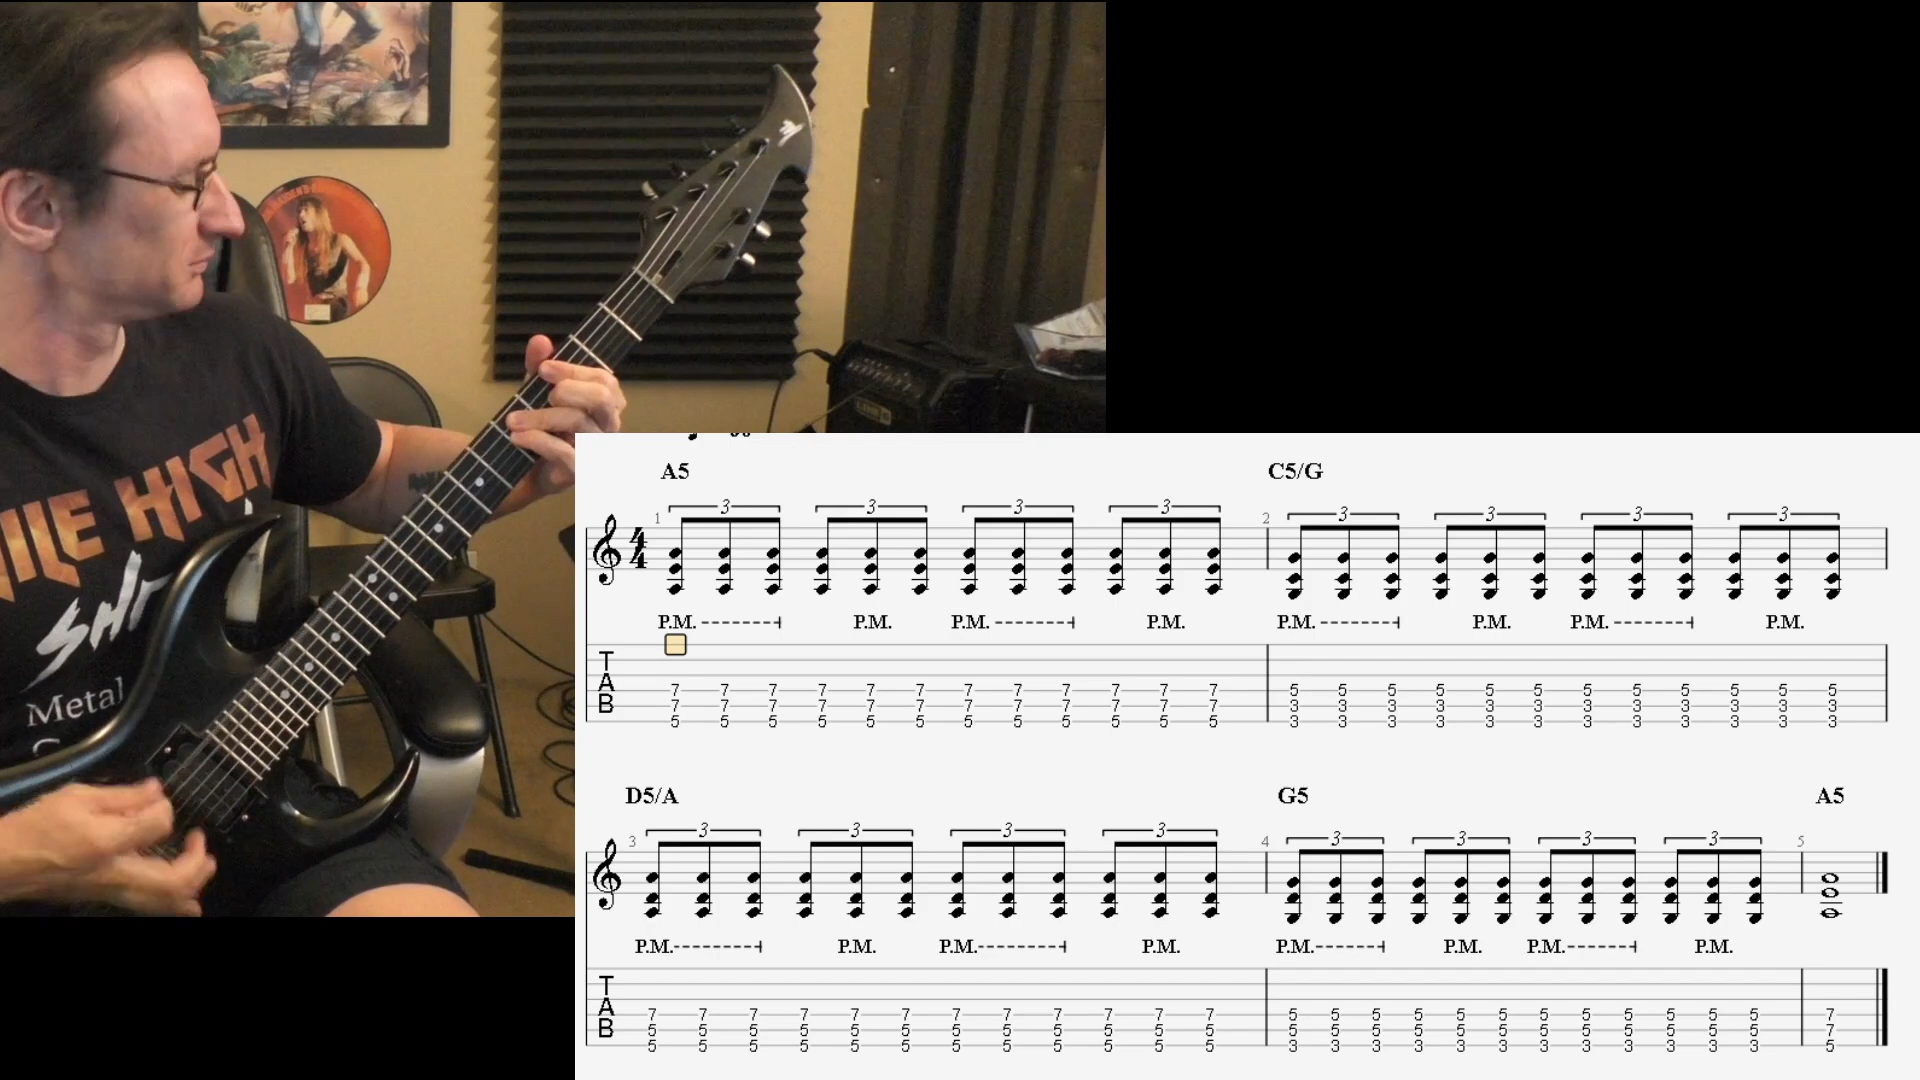 ILE HIGH
Metal
A5 C5/G
3 3 3 3 3 3 3 3
1 2
4
4
P.M. P.M. P.M. P.M. P.M. P.M. P.M. P.M.
T
A 7 7 7 7 7 7 7 7 7 7 7 7 5 5 5 5 5 5 5 5 5 5 5 5
B 7 7 7 7 7 7 7 7 7 7 7 7 3 3 3 3 3 3 3 3 3 3 3 3
5 5 5 5 5 5 5 5 5 5 5 5 3 3 3 3 3 3 3 3 3 3 3 3
D5/A G5 A5
3 3 3 3 3 3 3 3
3 4 5
P.M. P.M. P.M. P.M. P.M. P.M. P.M. P.M.
T
A 7 7 7 7 7 7 7 7 7 7 7 7 5 5 5 5 5 5 5 5 5 5 5 5 7
B 5 5 5 5 5 5 5 5 5 5 5 5 5 5 5 5 5 5 5 5 5 5 5 5 7
5 5 5 5 5 5 5 5 5 5 5 5 3 3 3 3 3 3 3 3 3 3 3 3 5